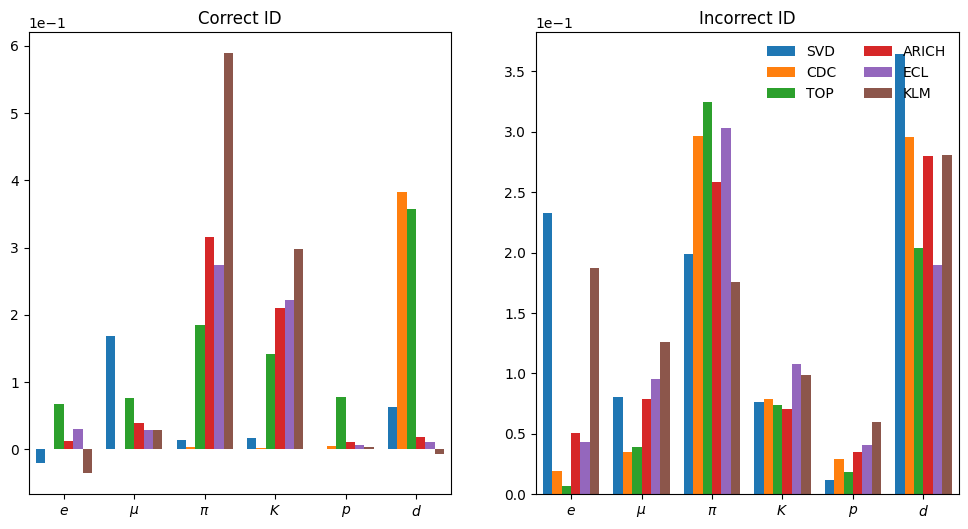 Correct ID
1e−1
6
5
4
3
2
1
0
e μ π K p d
Incorrect ID
1e−1
3.5
3.0
2.5
2.0
1.5
1.0
0.5
0.0
e μ π K p d
SVD ARICH
CDC ECL
TOP KLM